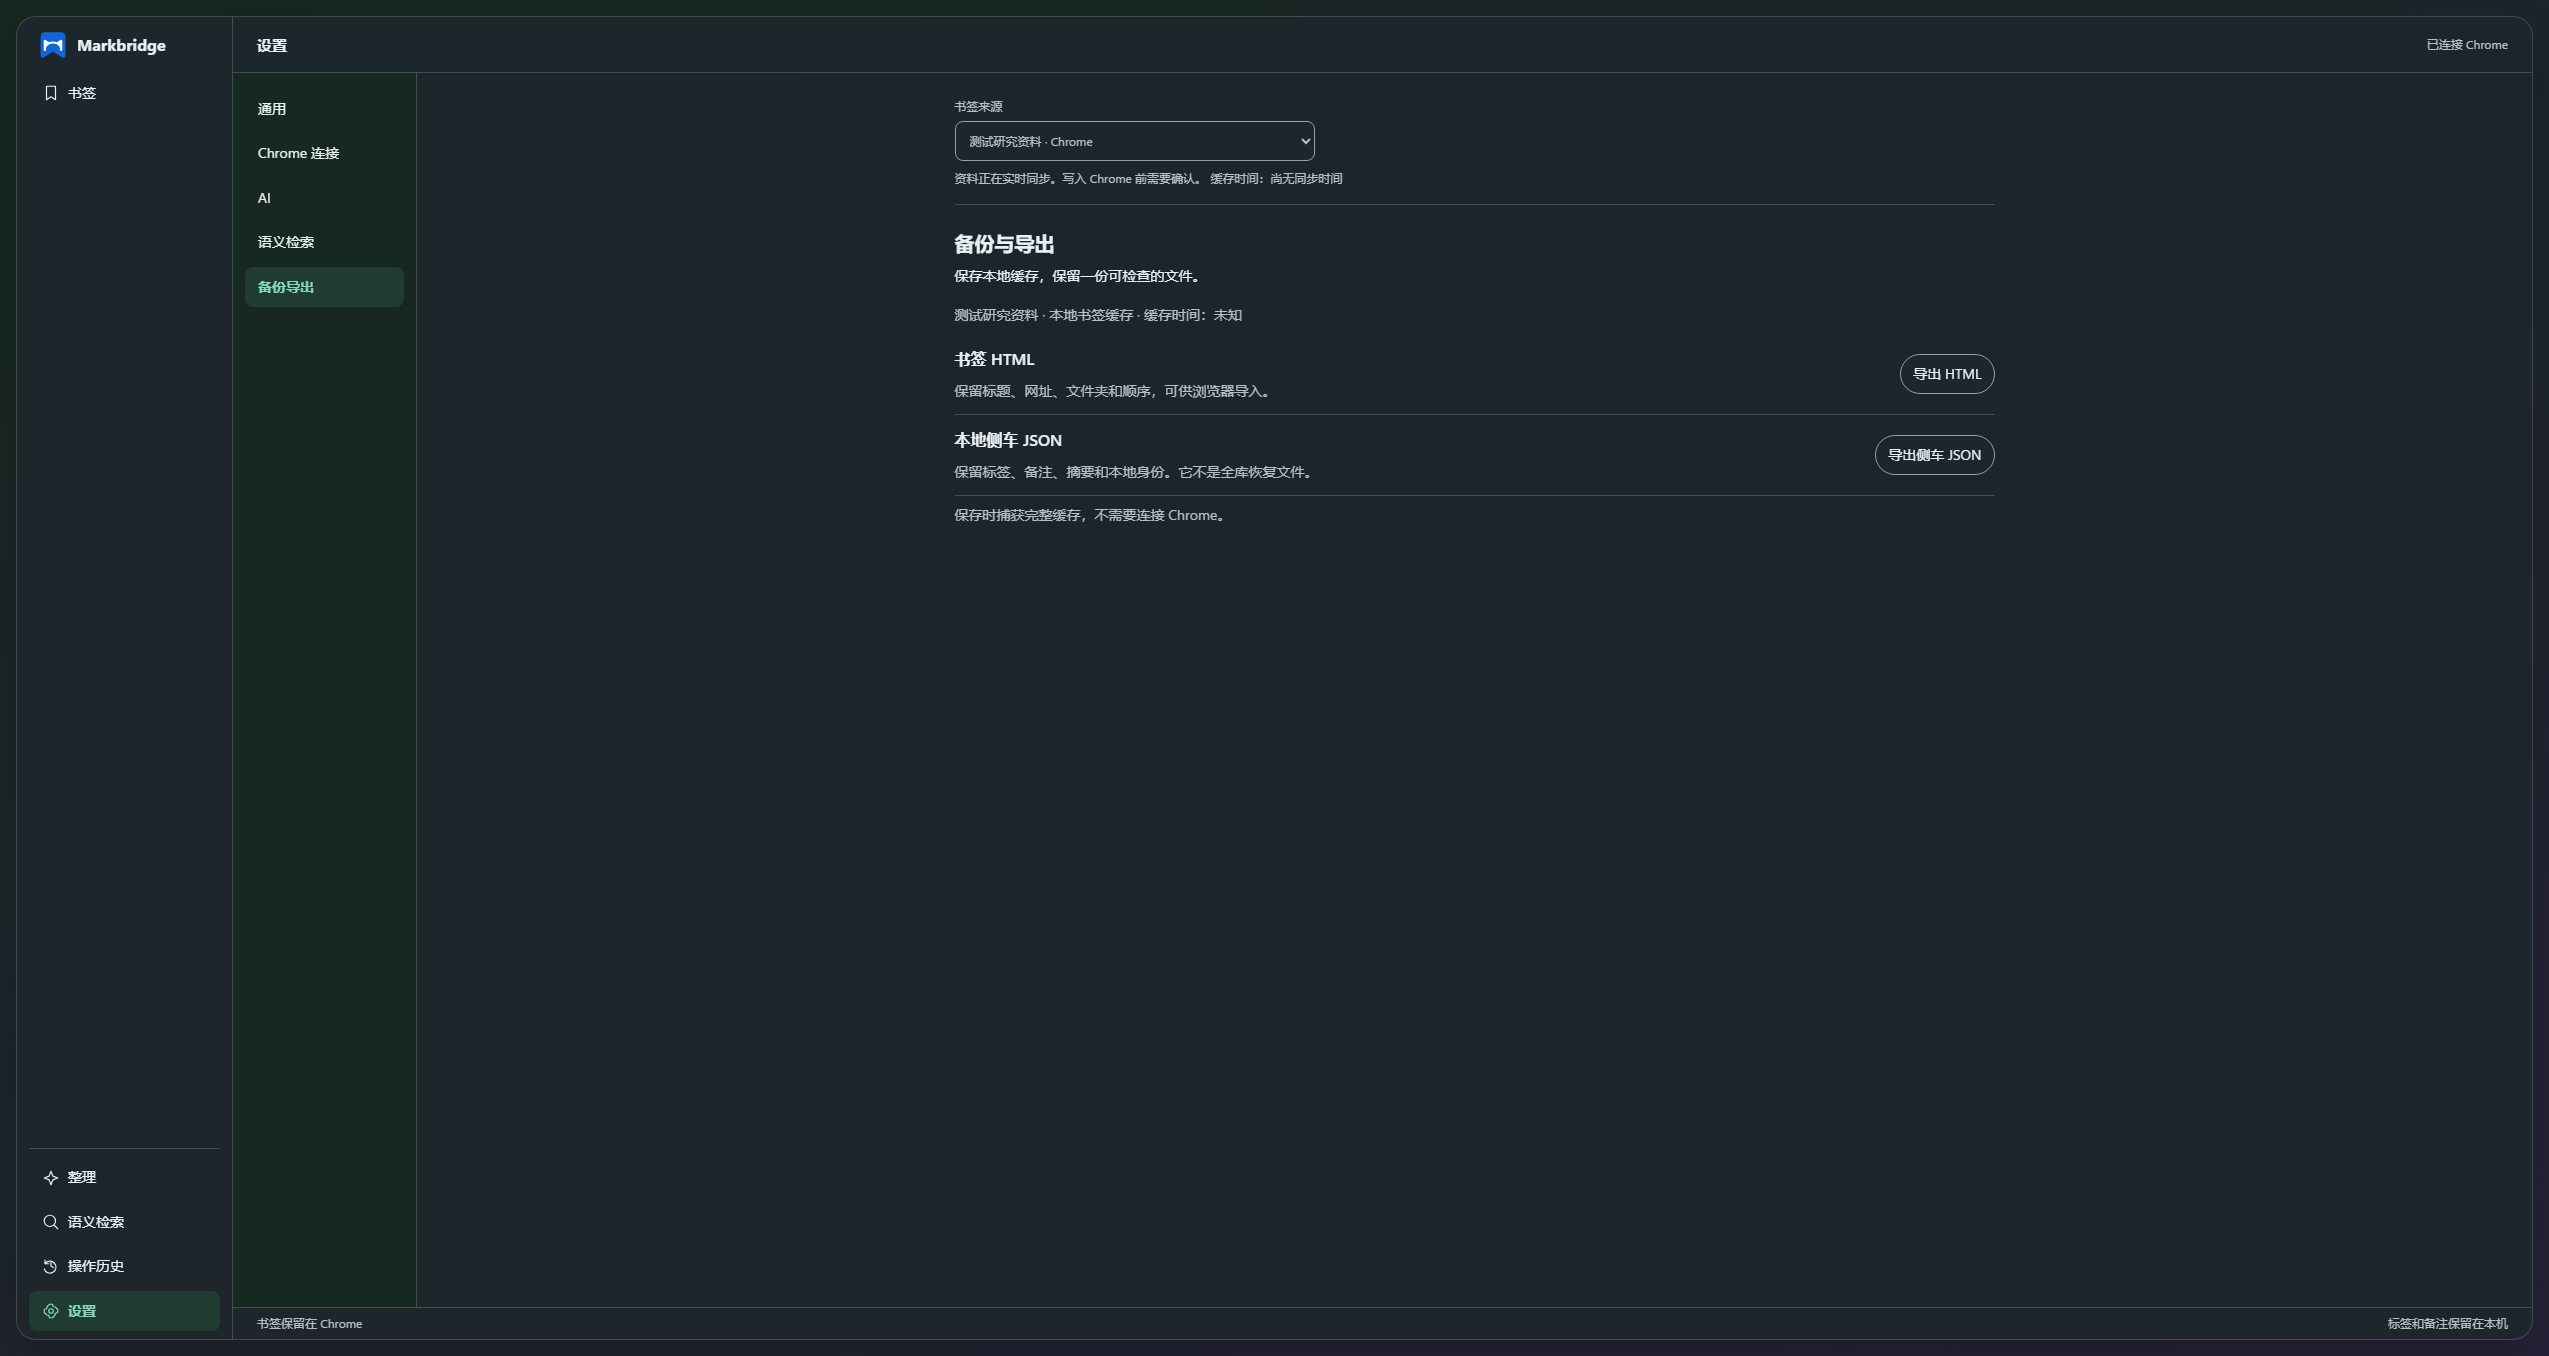 Markbridge
书签
整理
语义检索
操作历史
设置
设置
已连接 Chrome
通用
Chrome 连接
AI
语义检索
备份导出
书签来源
测试研究资料 · Chrome
资料正在实时同步。写入 Chrome 前需要确认。 缓存时间：尚无同步时间
备份与导出
保存本地缓存，保留一份可检查的文件。
测试研究资料 · 本地书签缓存 · 缓存时间：未知
书签 HTML
保留标题、网址、文件夹和顺序，可供浏览器导入。
导出 HTML
本地侧车 JSON
保留标签、备注、摘要和本地身份。它不是全库恢复文件。
导出侧车 JSON
保存时捕获完整缓存，不需要连接 Chrome。
书签保留在 Chrome
标签和备注保留在本机